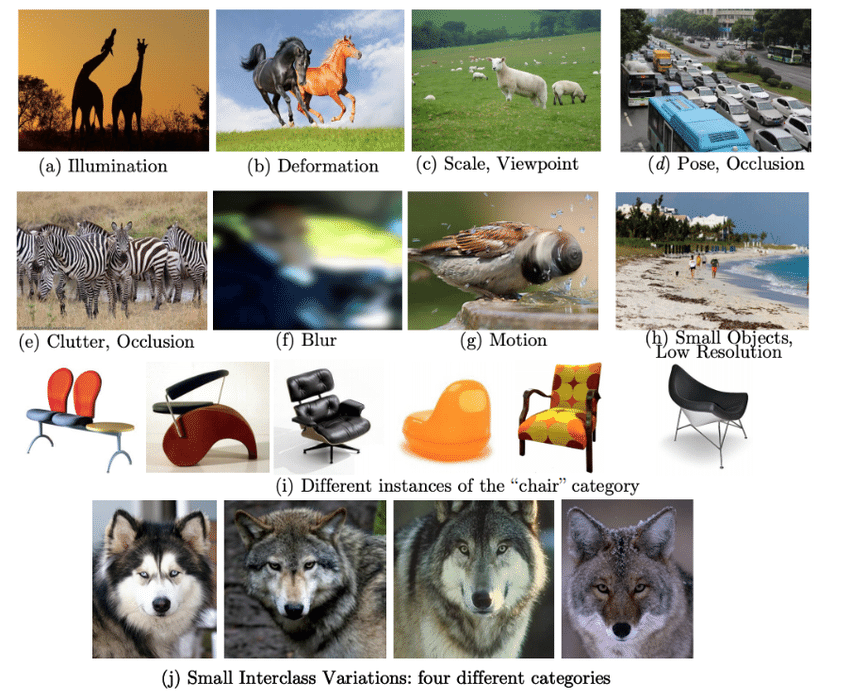 (a) Illumination
(b) Deformation
(c) Scale, Viewpoint
(d) Pose, Occlusion
(e) Clutter, Occlusion
(f) Blur
(g) Motion
(h) Small Objects,
Low Resolution
(i) Different instances of the “chair” category
(j) Small Interclass Variations: four different categories